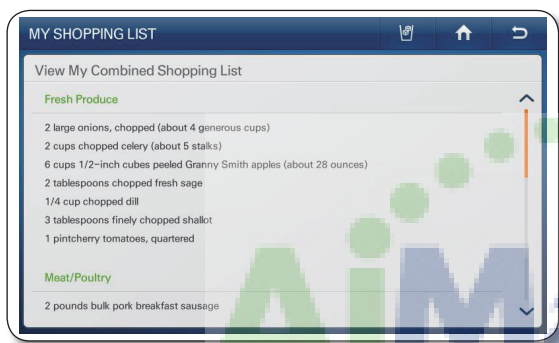 MY SHOPPING LIST
View My Combined Shopping List
Fresh Produce
2 large onions, chopped (about 4 generous cups)
2 cups chopped celery (about 5 stalks)
6 cups 1/2-inch cubes peeled Granny Smith apples (about 28 ounces)
2 tablespoons chopped fresh sage
1/4 cup chopped dill
3 tablespoons finely chopped shallot
1 pintcherry tomatoes, quartered
Meat/Poultry
2 pounds bulk pork breakfast sausage